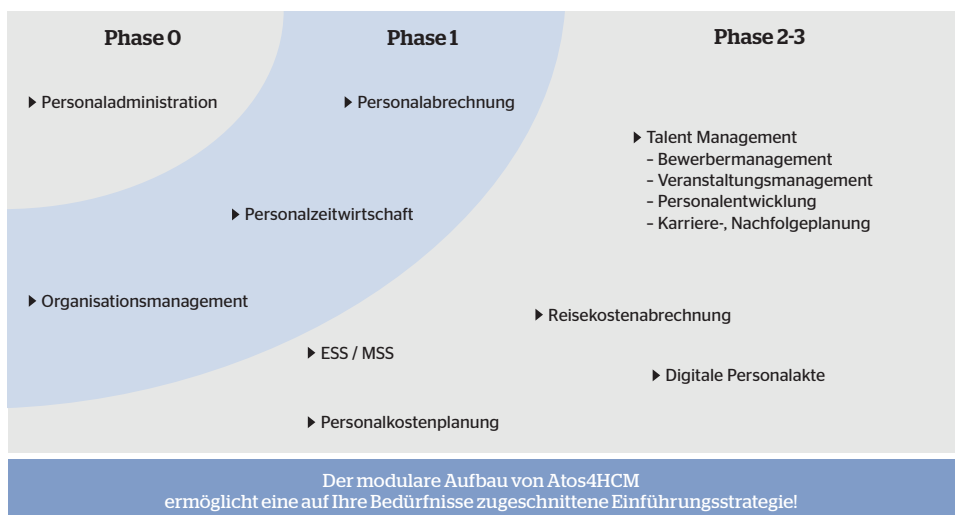 Phase 0
Phase 1
Phase 2-3
▶ Personaladministration
▶ Personalabrechnung
▶ Talent Management
– Bewerbermanagement
– Veranstaltungsmanagement
– Personalentwicklung
– Karriere-, Nachfolgeplanung
▶ Personalzeitwirtschaft
▶ Organisationsmanagement
▶ Reisekostenabrechnung
▶ ESS / MSS
▶ Digitale Personalakte
▶ Personalkostenplanung
Der modulare Aufbau von Atos4HCM
ermöglicht eine auf Ihre Bedürfnisse zugeschnittene Einführungsstrategie!